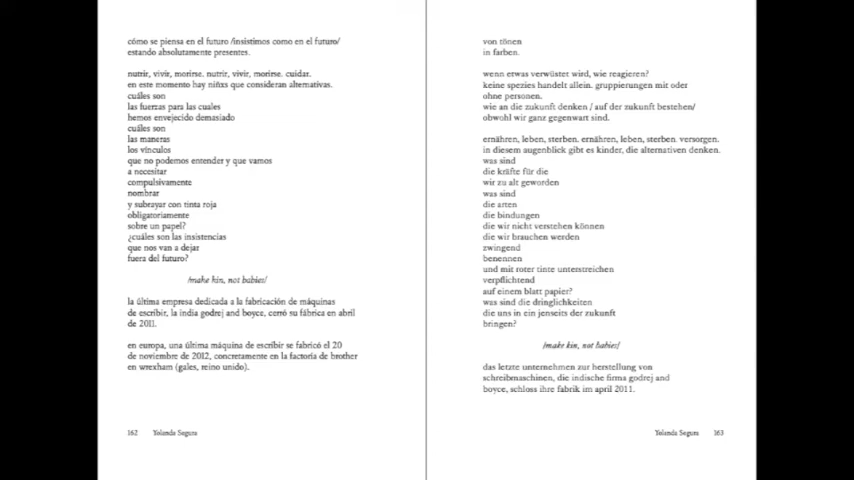 cómo se piensa en el futuro /insistimos como en el futuro/
estando absolutamente presentes.
nutrir, vivir, morirse. nutrir, vivir, morirse. cuidar.
en este momento hay niñxs que consideran alternativas.
cuáles son
las fuerzas para las cuales
hemos envejecido demasiado
cuáles son
las maneras
los vínculos
que no podemos entender y que vamos
a necesitar
compulsivamente
nombrar
y subrayar con tinta roja
obligatoriamente
sobre un papel?
¿cuáles son las insistencias
que nos van a dejar
fuera del futuro?
/make kin, not babies/
la última empresa dedicada a la fabricación de máquinas
de escribir, la india godrej and boyce, cerró su fábrica en abril
de 2011.
en europa, una última máquina de escribir se fabricó el 20
de noviembre de 2012, concretamente en la factoría de brother
en wrexham (gales, reino unido).
162 Yolanda Segura
von tönen
in farben.
wenn etwas verwüstet wird, wie reagieren?
keine spezies handelt allein. gruppierungen mit oder
ohne personen.
wie an die zukunft denken / auf der zukunft bestehen/
obwohl wir ganz gegenwart sind.
ernähren, leben, sterben. ernähren, leben, sterben. versorgen.
in diesem augenblick gibt es kinder, die alternativen denken.
was sind
die kräfte für die
wir zu alt geworden
was sind
die arten
die bindungen
die wir nicht verstehen können
die wir brauchen werden
zwingend
benennen
und mit roter tinte unterstreichen
verpflichtend
auf einem blatt papier?
was sind die dringlichkeiten
die uns in ein jenseits der zukunft
bringen?
/make kin, not babies/
das letzte unternehmen zur herstellung von
schreibmaschinen, die indische firma godrej and
boyce, schloss ihre fabrik im april 2011.
Yolanda Segura 163